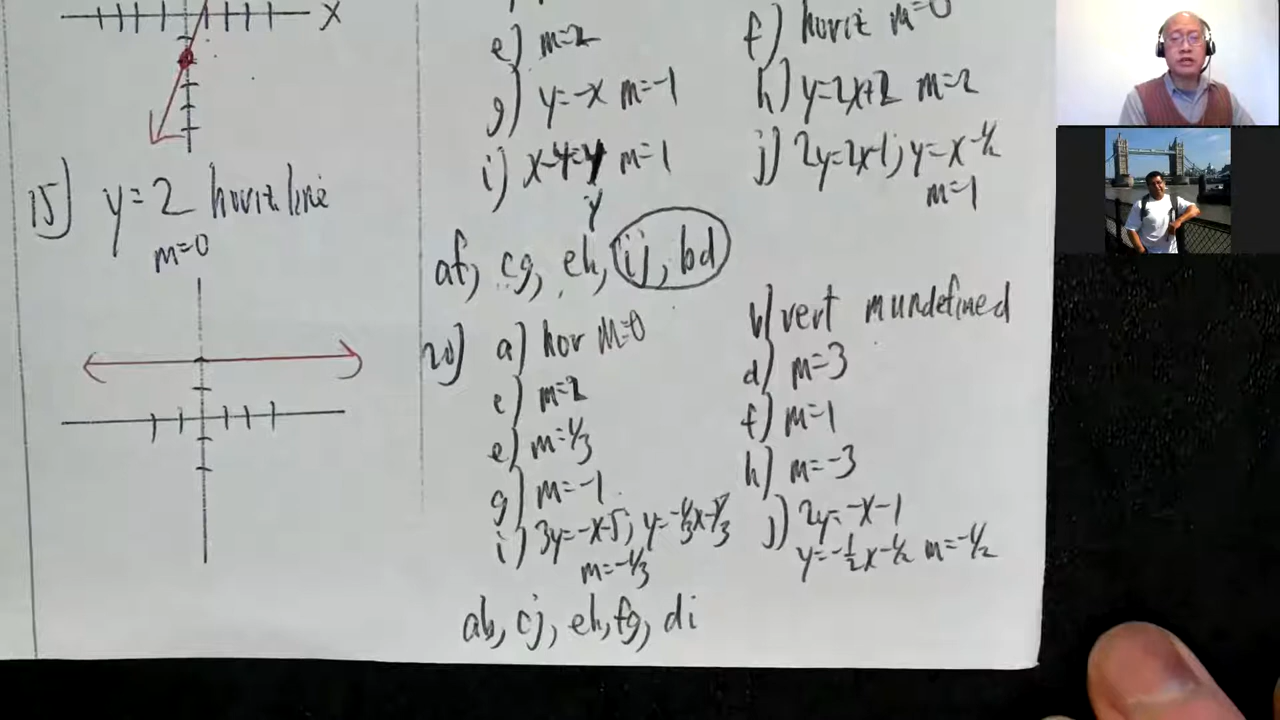 X
15) y=2 horiz. line
m=0
e) m=2
f) horiz m=0
g) y=-x m=-1
h) y=2x+2 m=2
i) m=1
y
j) 2y=2x-1; y=x-1/2
m=1
af, cg, eh, ij, bd
20) a) hor m=0
b) vert m undefined
c) m=2
d) m=3
e) m=1/3
f) m=1
g) m=-1
h) m=-3
i) 3y=-x-5; y=-1/3x-5/3
m=-1/3
j) 2y=-x-1
y=-1/2x-1/2 m=-1/2
ab, cj, eh, fg, di